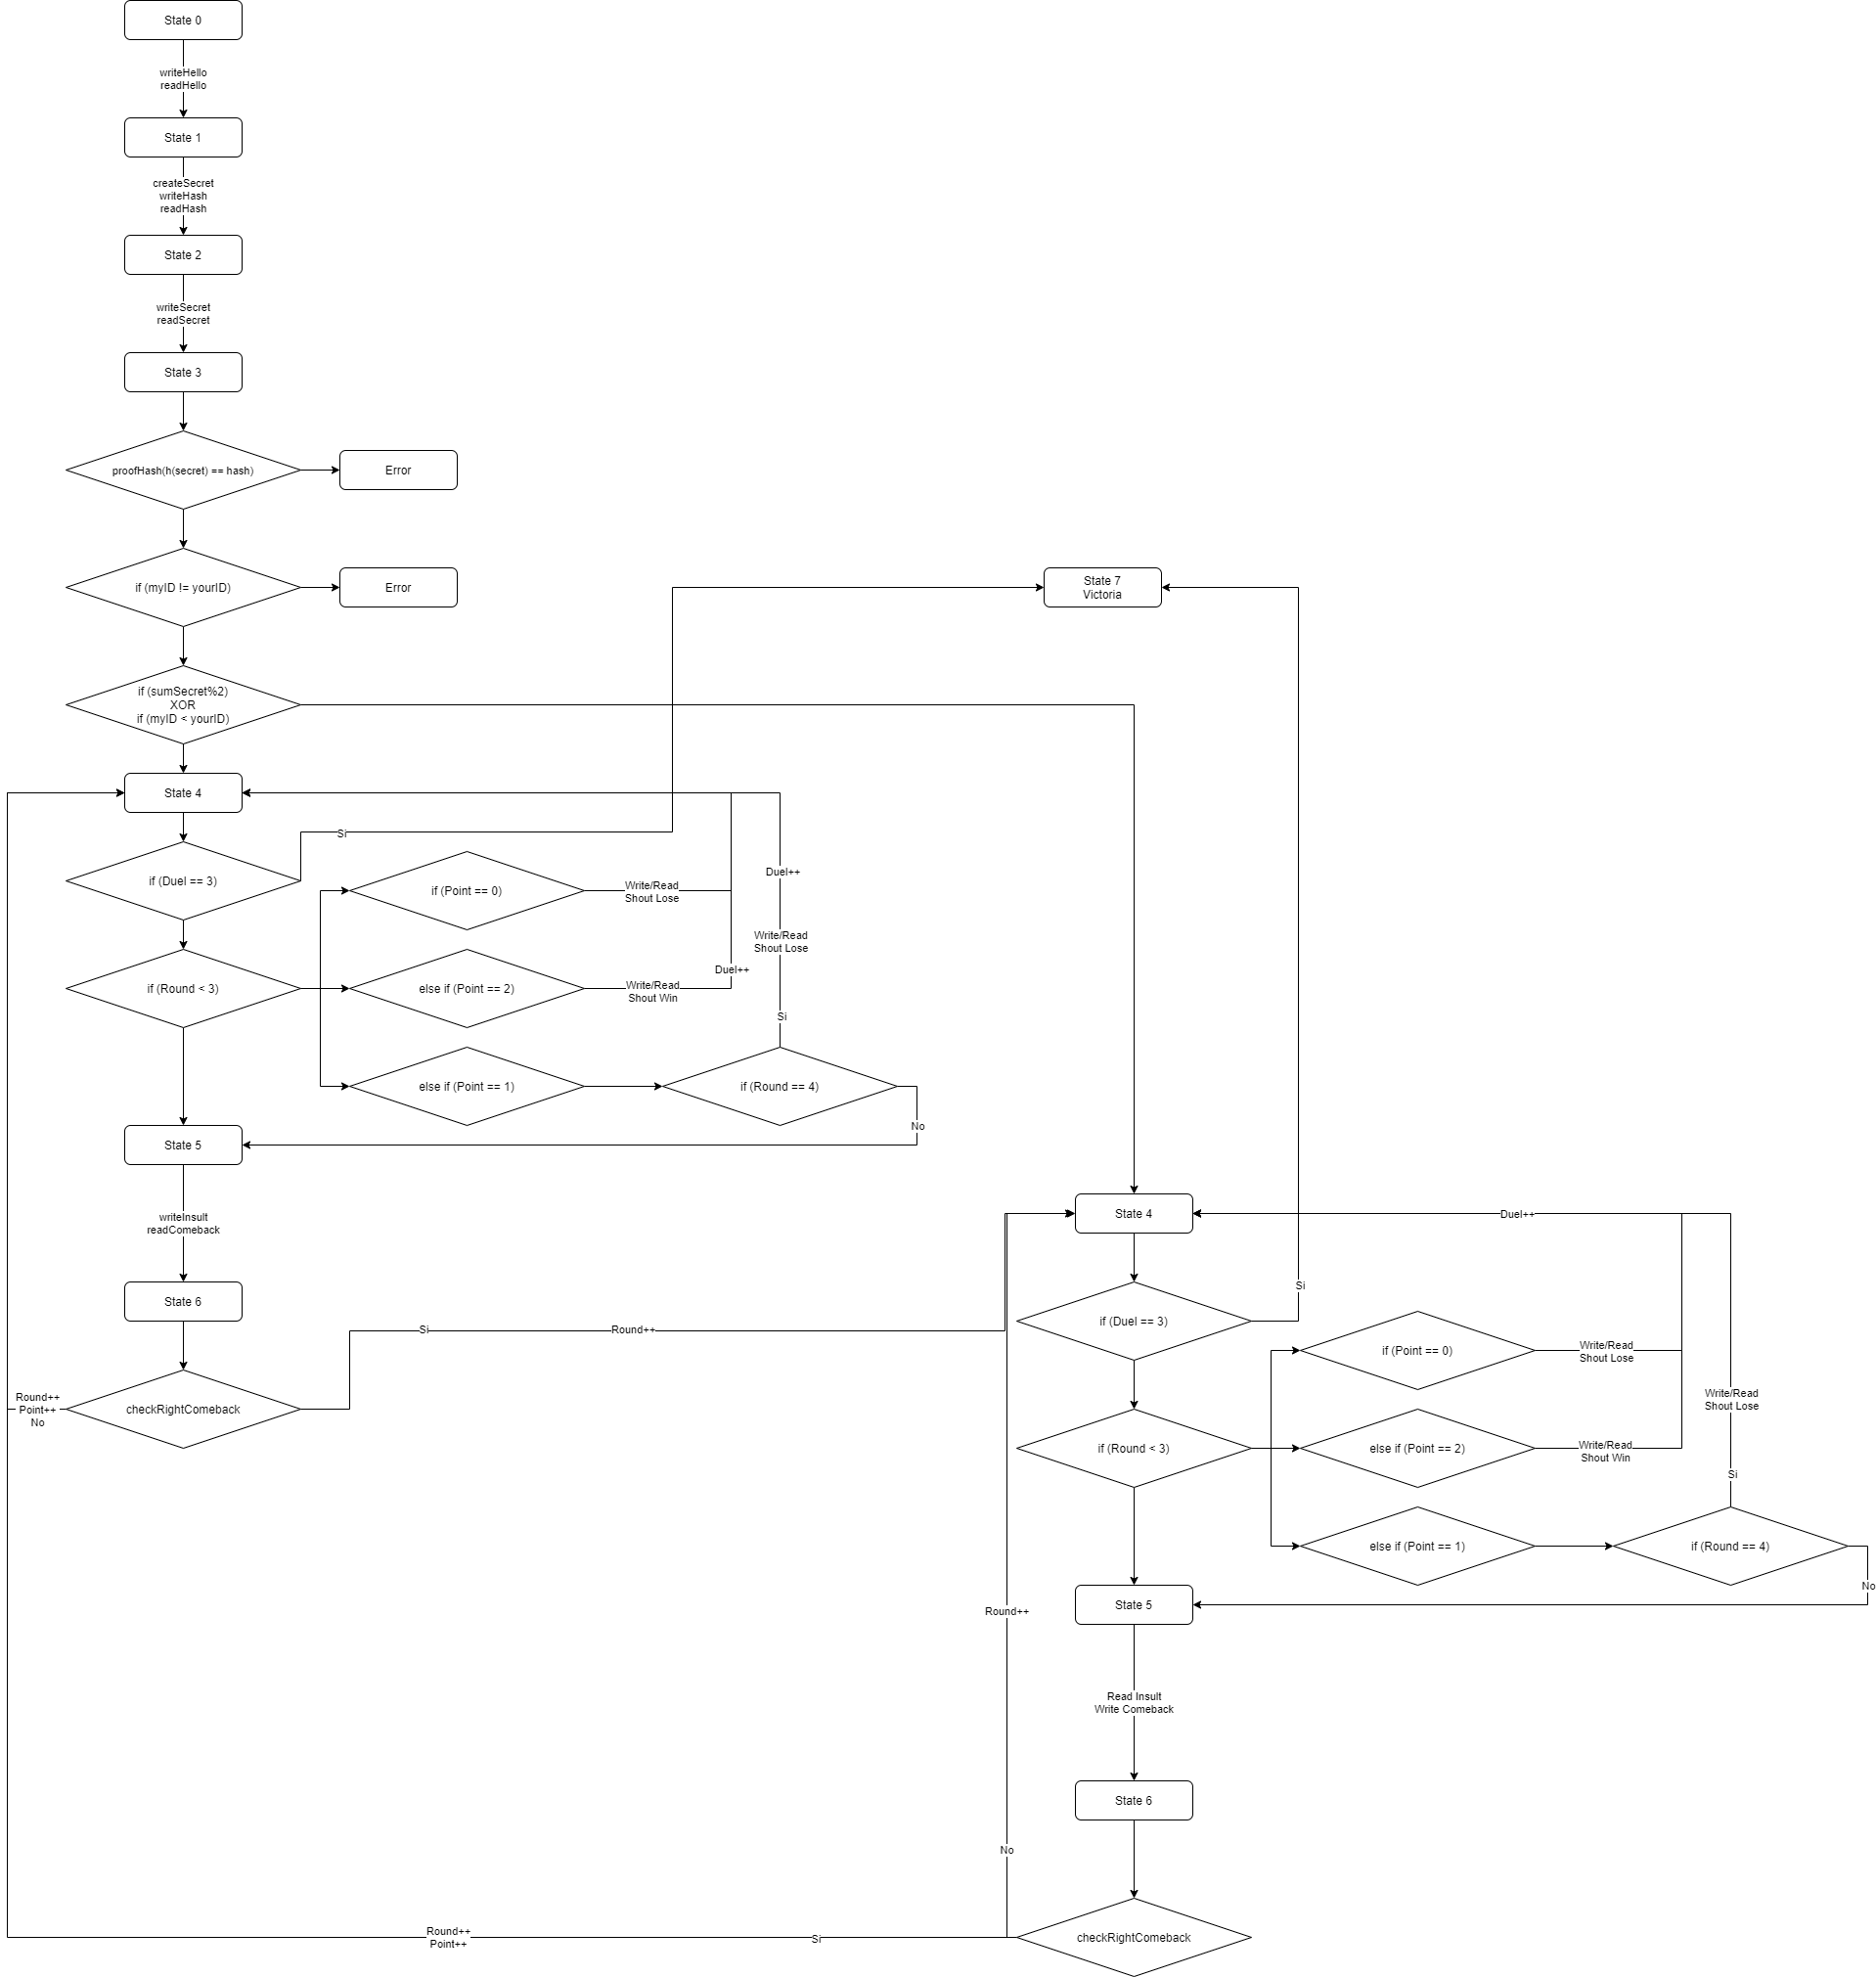 State 0
writeHello
readHello
State 1
createSecret
writeHash
readHash
State 2
writeSecret
readSecret
State 3
proofHash(h(secret) == hash)
Error
if (myID != yourID)
Error
State 7
Victoria
if (sumSecret%2)
XOR
if (myID < yourID)
State 4
Si
if (Duel == 3)
if (Point == 0)
Write/Read
Shout Lose
Duel++
Write/Read
Shout Lose
if (Round < 3)
else if (Point == 2)
Write/Read
Shout Win
Duel++
Si
else if (Point == 1)
if (Round == 4)
No
State 5
writeInsult
readComeback
State 6
Si
Round++
Round++
Point++
No
checkRightComeback
State 4
Duel++
Si
if (Duel == 3)
if (Point == 0)
Write/Read
Shout Lose
Write/Read
Shout Lose
if (Round < 3)
else if (Point == 2)
Write/Read
Shout Win
Si
else if (Point == 1)
if (Round == 4)
No
State 5
Round++
Read Insult
Write Comeback
State 6
No
Round++
Point++
Si
checkRightComeback